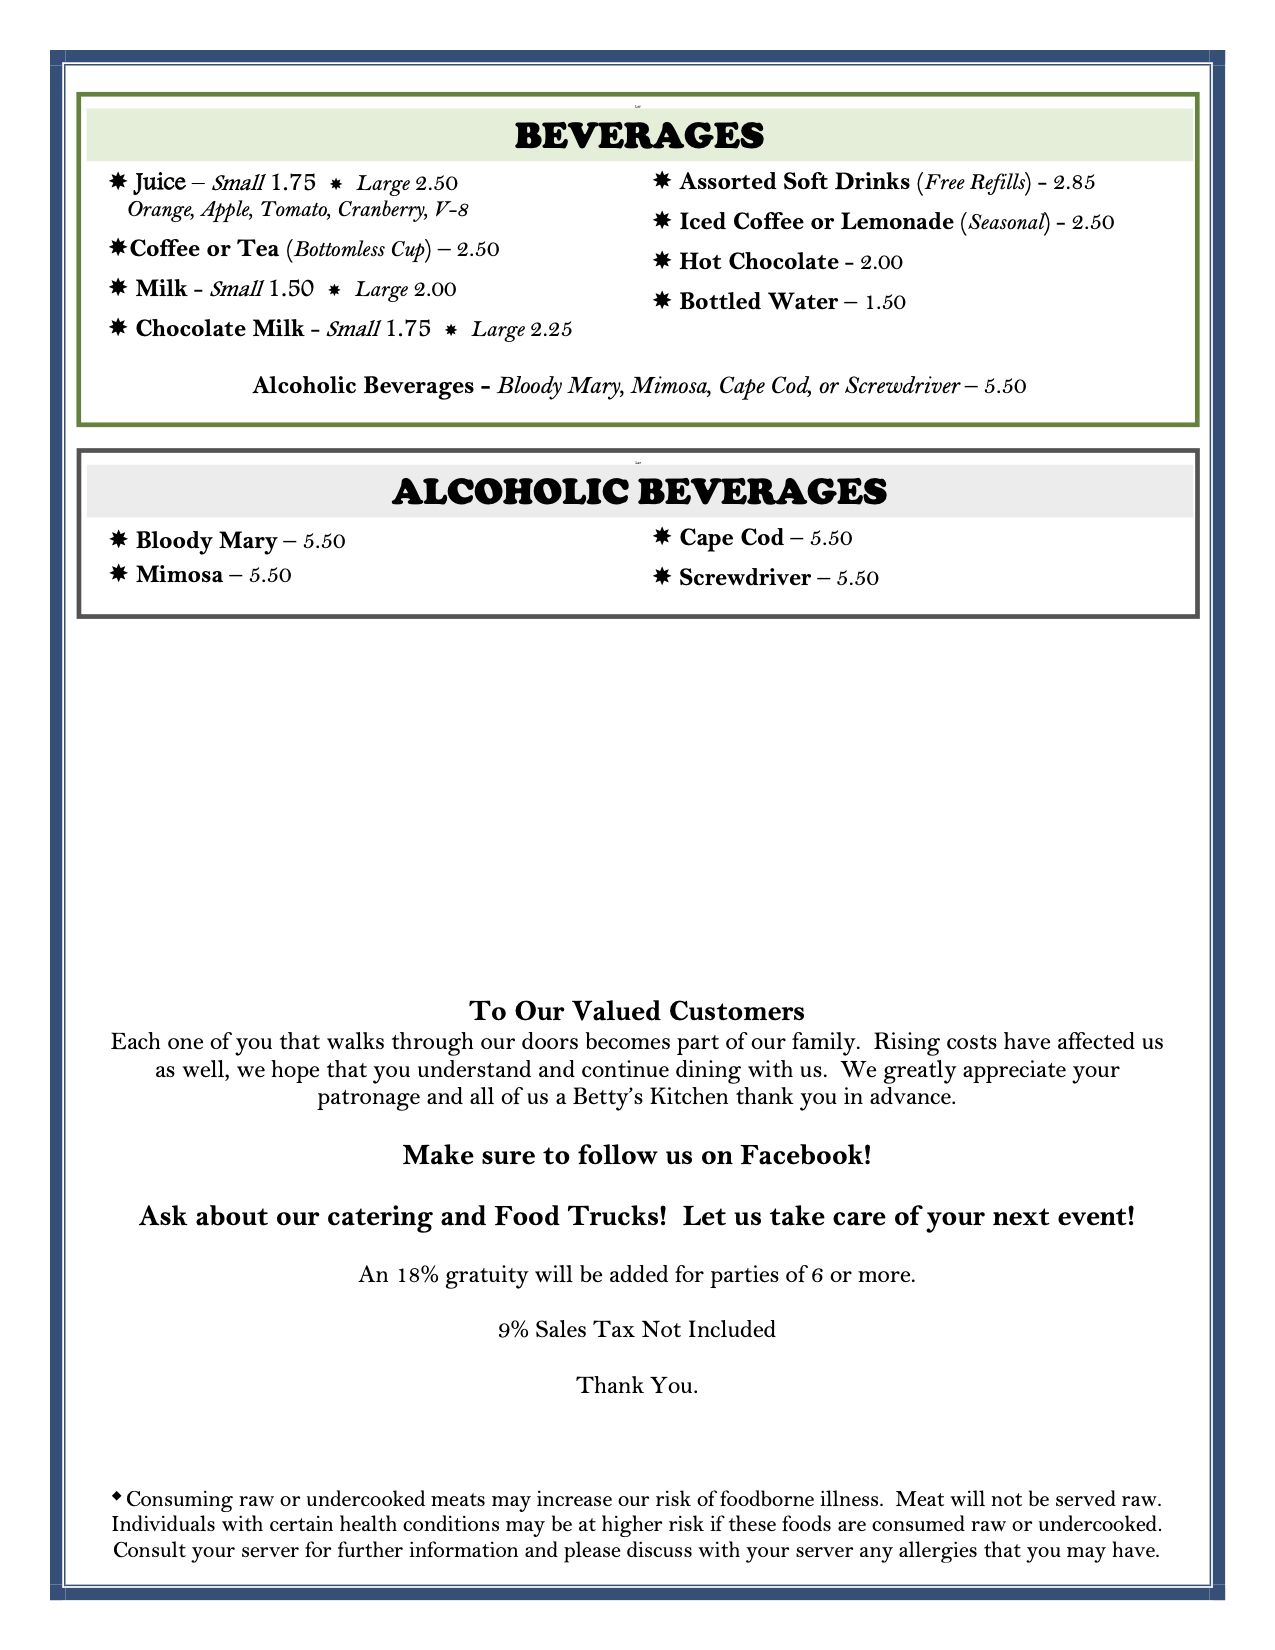 BEVERAGES
✸ Juice – Small 1.75 ✸ Large 2.50
Orange, Apple, Tomato, Cranberry, V-8
✸Coffee or Tea (Bottomless Cup) – 2.50
✸ Milk - Small 1.50 ✸ Large 2.00
✸ Chocolate Milk - Small 1.75 ✸ Large 2.25
✸ Assorted Soft Drinks (Free Refills) - 2.85
✸ Iced Coffee or Lemonade (Seasonal) - 2.50
✸ Hot Chocolate - 2.00
✸ Bottled Water – 1.50
Alcoholic Beverages - Bloody Mary, Mimosa, Cape Cod, or Screwdriver – 5.50
ALCOHOLIC BEVERAGES
✸ Bloody Mary – 5.50
✸ Mimosa – 5.50
✸ Cape Cod – 5.50
✸ Screwdriver – 5.50
To Our Valued Customers
Each one of you that walks through our doors becomes part of our family. Rising costs have affected us
as well, we hope that you understand and continue dining with us. We greatly appreciate your
patronage and all of us a Betty's Kitchen thank you in advance.
Make sure to follow us on Facebook!
Ask about our catering and Food Trucks! Let us take care of your next event!
An 18% gratuity will be added for parties of 6 or more.
9% Sales Tax Not Included
Thank You.
◆ Consuming raw or undercooked meats may increase our risk of foodborne illness. Meat will not be served raw.
Individuals with certain health conditions may be at higher risk if these foods are consumed raw or undercooked.
Consult your server for further information and please discuss with your server any allergies that you may have.